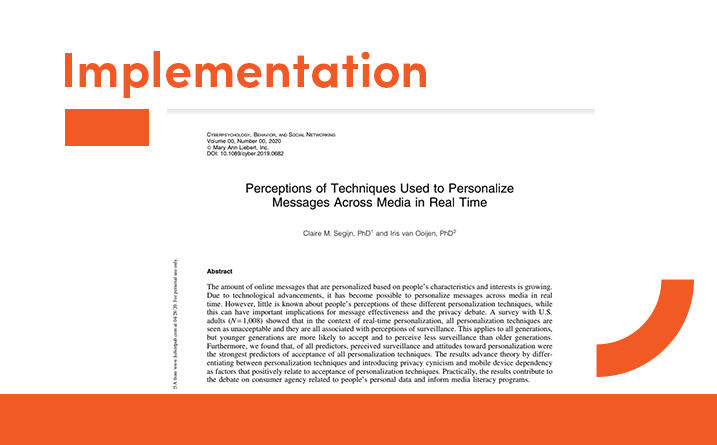 Implementation
CYBERPSYCHOLOGY, BEHAVIOR, AND SOCIAL NETWORKING
Volume 00, Number 00, 2020
© Mary Ann Liebert, Inc.
DOI: 10.1089/cyber.2019.0682
Perceptions of Techniques Used to Personalize
Messages Across Media in Real Time
Claire M. Segijn, PhD¹ and Iris van Ooijen, PhD²
Abstract
The amount of online messages that are personalized based on people's characteristics and interests is growing.
Due to technological advancements, it has become possible to personalize messages across media in real
time. However, little is known about people's perceptions of these different personalization techniques, while
this can have important implications for message effectiveness and the privacy debate. A survey with U.S.
adults (N=1,008) showed that in the context of real-time personalization, all personalization techniques are
seen as unacceptable and they are all associated with perceptions of surveillance. This applies to all generations,
but younger generations are more likely to accept and to perceive less surveillance than older generations.
Furthermore, we found that, of all predictors, perceived surveillance and attitudes toward personalization were
the strongest predictors of acceptance of all personalization techniques. The results advance theory by differ-
entiating between personalization techniques and introducing privacy cynicism and mobile device dependency
as factors that positively relate to acceptance of personalization techniques. Practically, the results contribute to
the debate on consumer agency related to people's personal data and inform media literacy programs.
A from www.liebertpub.com at 04/28/20. For personal use only.